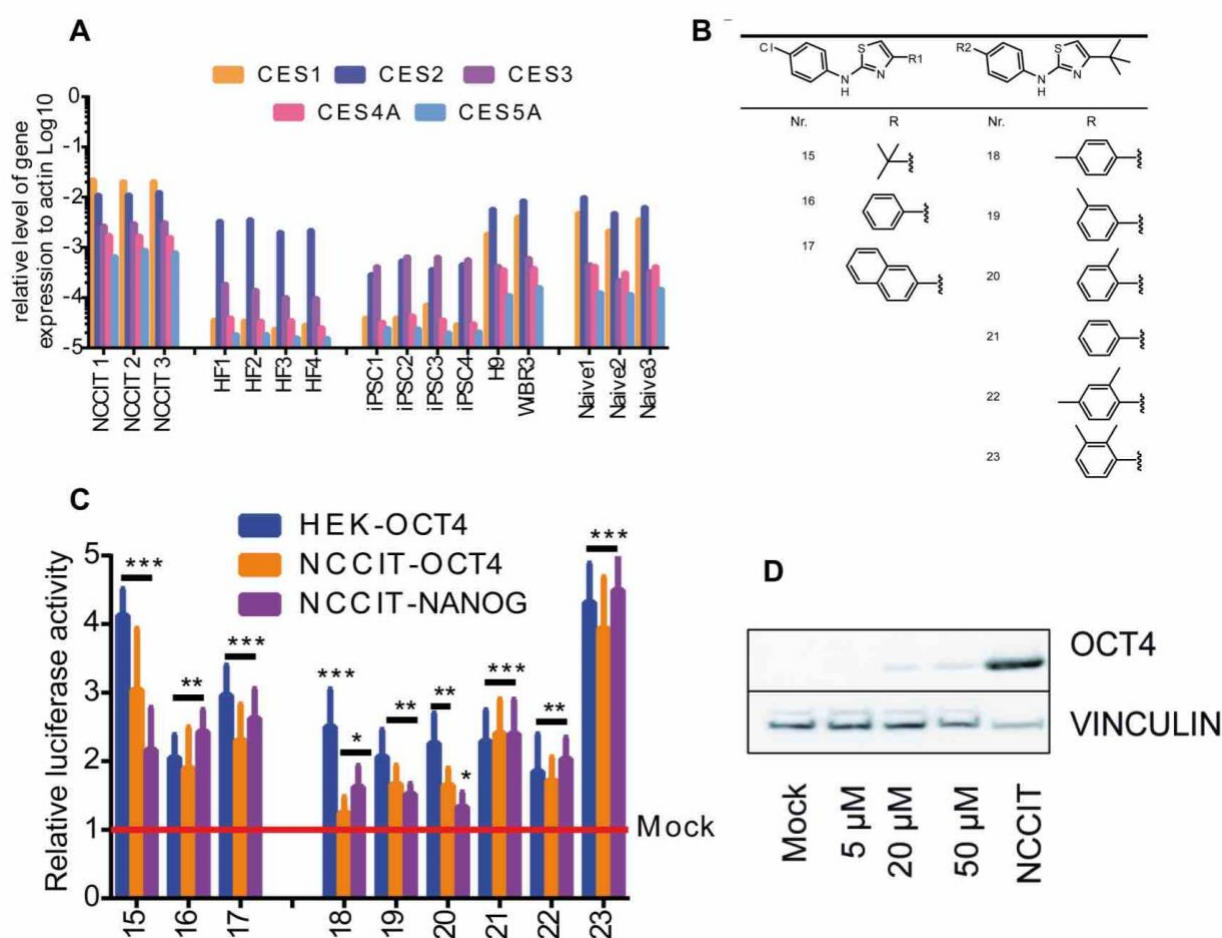 A
CES1 CES2 CES3
CES4A CES5A
relative level of gene
expression to actin Log10
0
-1
-2
-3
-4
-5
NCCIT 1
NCCIT 2
NCCIT 3
HF1
HF2
HF3
HF4
iPSC1
iPSC2
iPSC3
iPSC4
H9
WIBR3
Naive1
Naive2
Naive3
B
Cl S R1 N N H
R2 S N N H
Nr. R Nr. R
15 18
16 19
17 20
21
22
23
C
HEK-OCT4
NCCIT-OCT4
NCCIT-NANOG
Relative luciferase activity
5
4
3
2
1
0
*** ** *** *** * ** ** * *** ** ***
Mock
15 16 17 18 19 20 21 22 23
D
OCT4
VINCULIN
Mock
5 µM
20 µM
50 µM
NCCIT